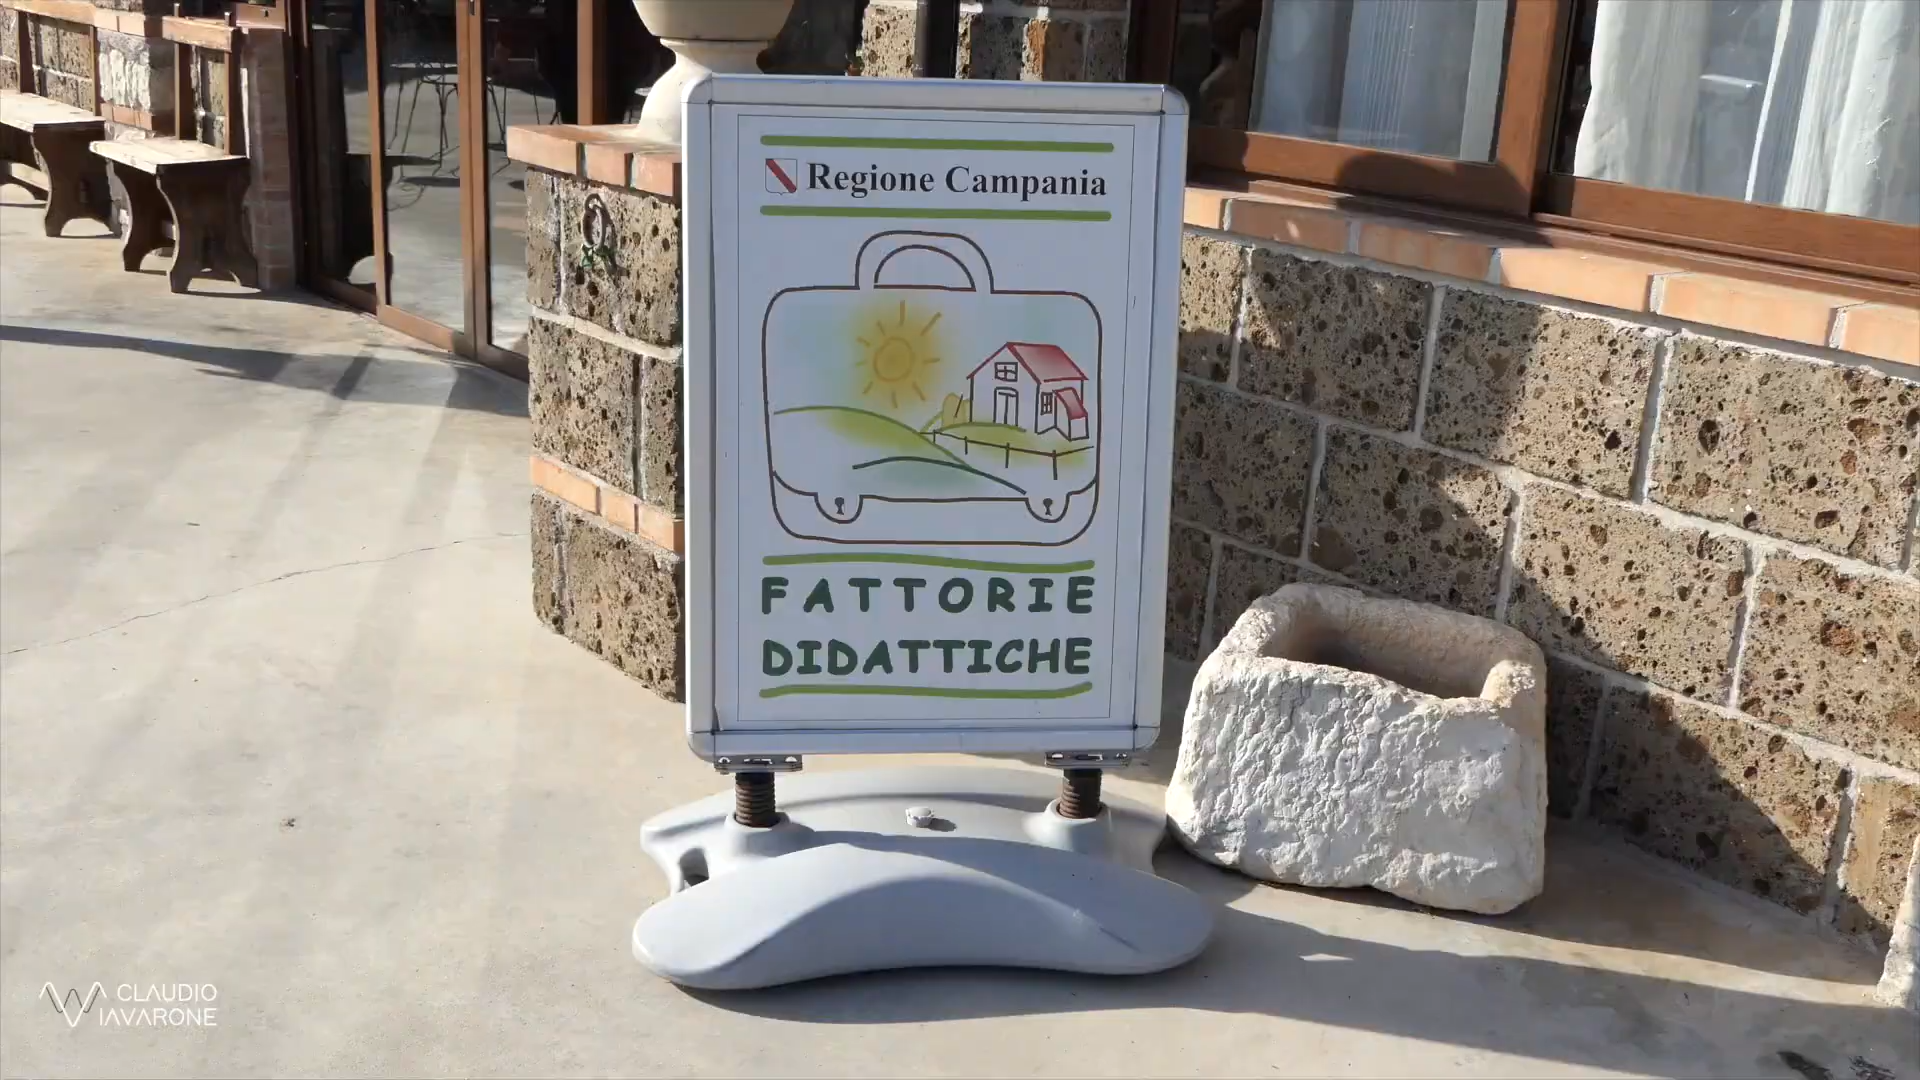 Regione Campania
FATTORIE
DIDATTICHE
CLAUDIO
IAVARONE